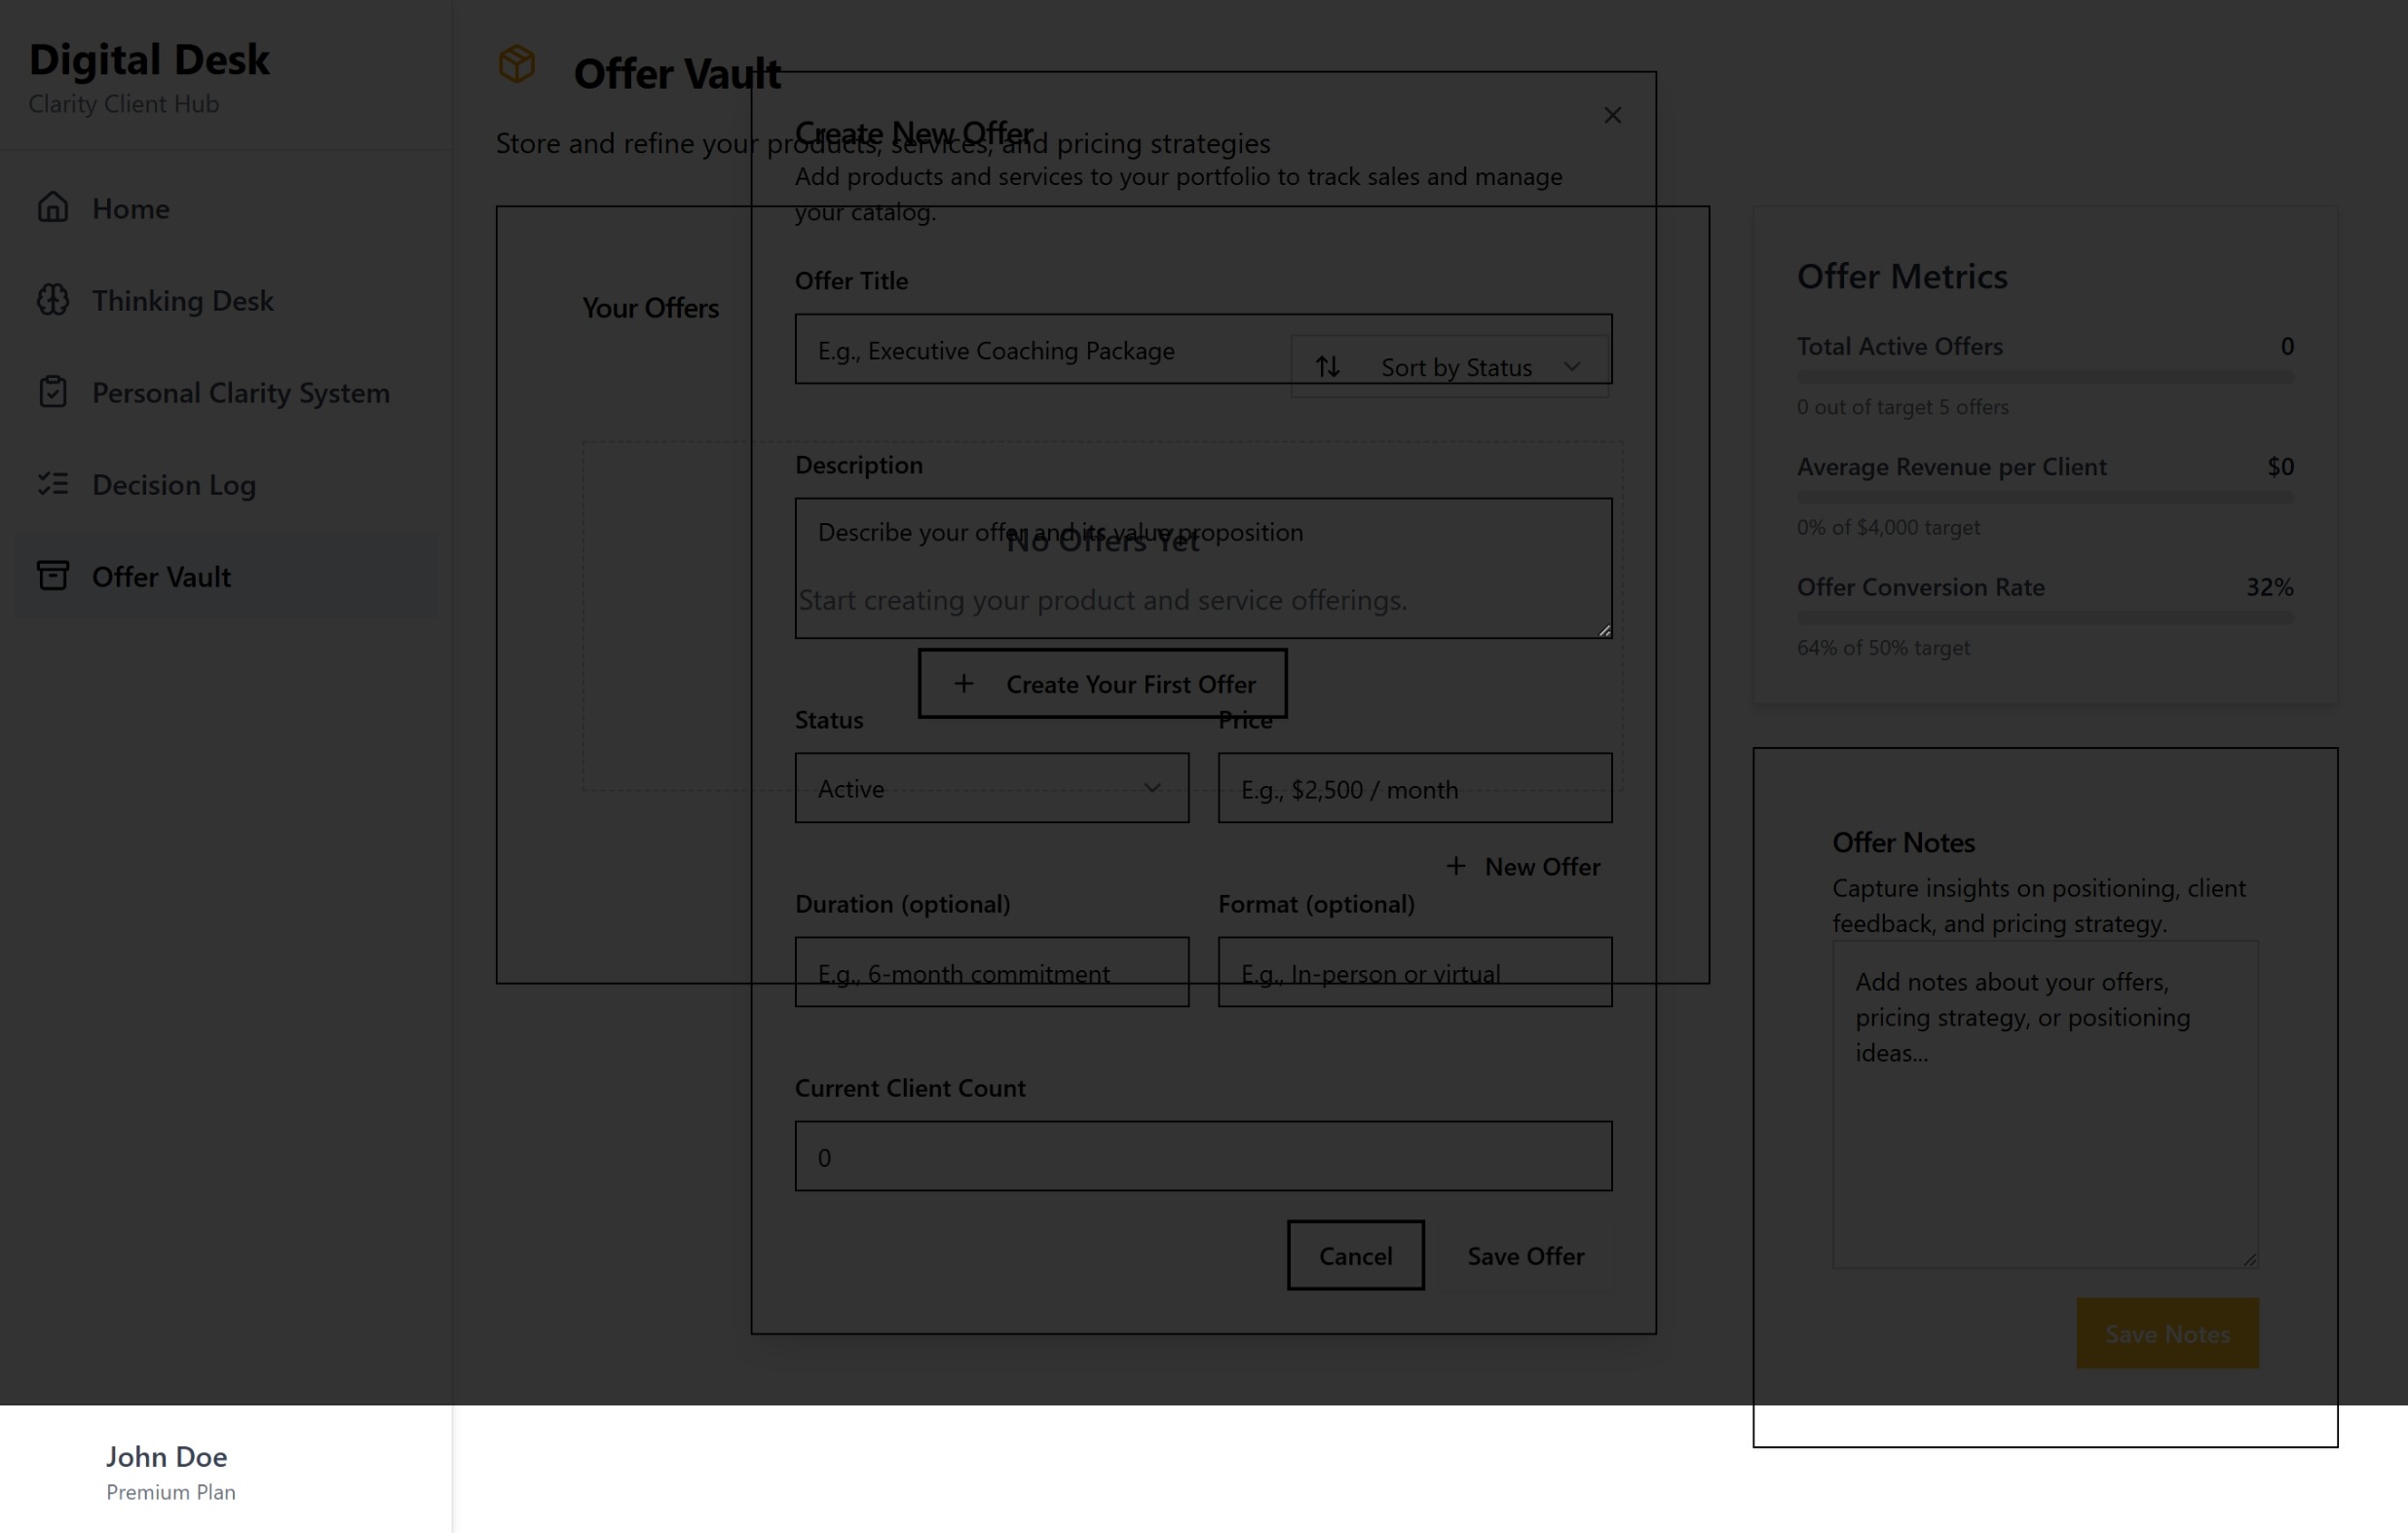 Digital Desk
Clarity Client Hub
Home
Thinking Desk
Personal Clarity System
Decision Log
Offer Vault
John Doe
Premium Plan
Offer Vault
Store and refine your products, services, and pricing strategies
Your Offers
Sort by Status
No Offers Yet
Start creating your product and service offerings.
Create Your First Offer
New Offer
Create New Offer
Add products and services to your portfolio to track sales and manage
your catalog.
Offer Title
E.g., Executive Coaching Package
Description
Describe your offer and its value proposition
Status
Price
Active
E.g., $2,500 / month
Duration (optional)
Format (optional)
E.g., 6-month commitment
E.g., In-person or virtual
Current Client Count
0
Cancel
Save Offer
Offer Metrics
Total Active Offers
0
0 out of target 5 offers
Average Revenue per Client
$0
0% of $4,000 target
Offer Conversion Rate
32%
64% of 50% target
Offer Notes
Capture insights on positioning, client
feedback, and pricing strategy.
Add notes about your offers,
pricing strategy, or positioning
ideas...
Save Notes